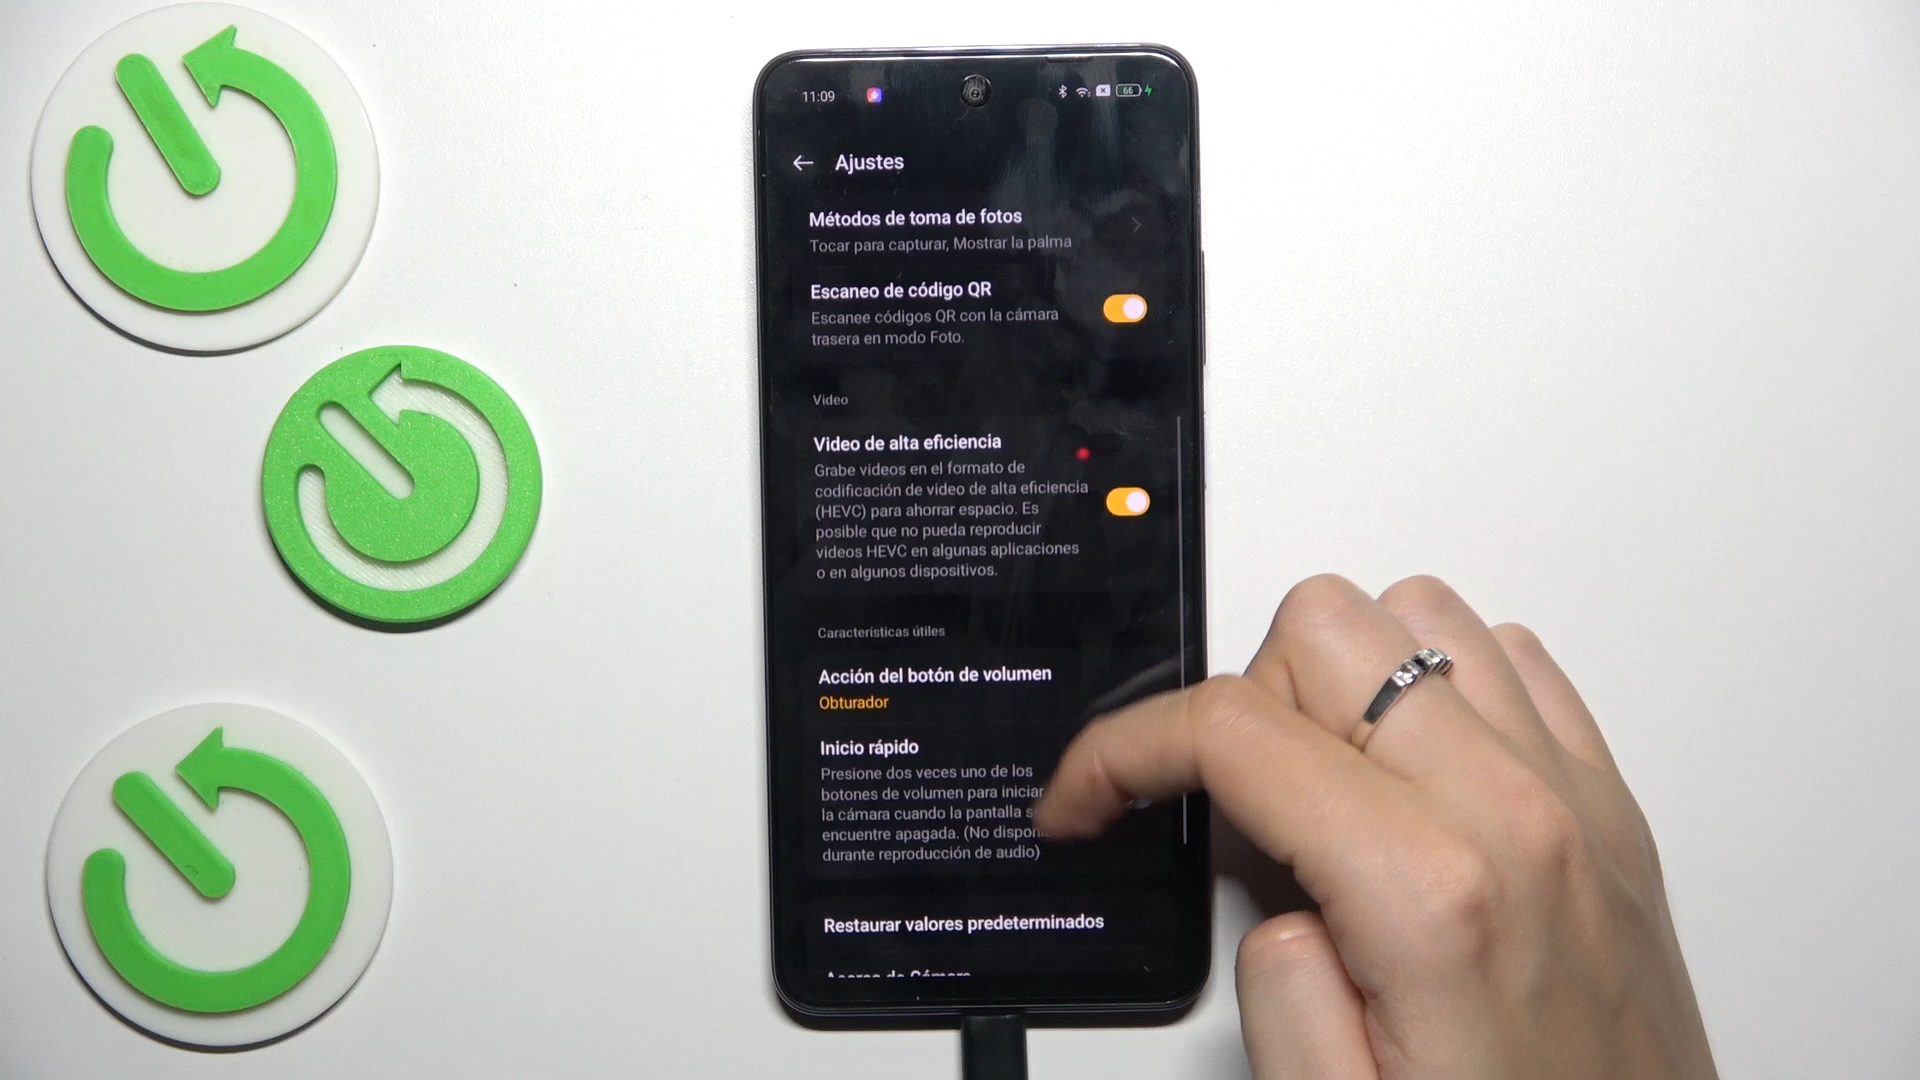 11:09
66
Ajustes
Métodos de toma de fotos
Tocar para capturar, Mostrar la palma
Escaneo de código QR
Escanee códigos QR con la cámara
trasera en modo Foto.
Video
Video de alta eficiencia
Grabe videos en el formato de
codificación de video de alta eficiencia
(HEVC) para ahorrar espacio. Es
posible que no pueda reproducir
videos HEVC en algunas aplicaciones
o en algunos dispositivos.
Características útiles
Acción del botón de volumen
Obturador
Inicio rápido
Presione dos veces uno de los
botones de volumen para iniciar
la cámara cuando la pantalla
encuentre apagada. (No
durante reproducción de audio)
Restaurar valores predeterminados
Acerca de Cámara